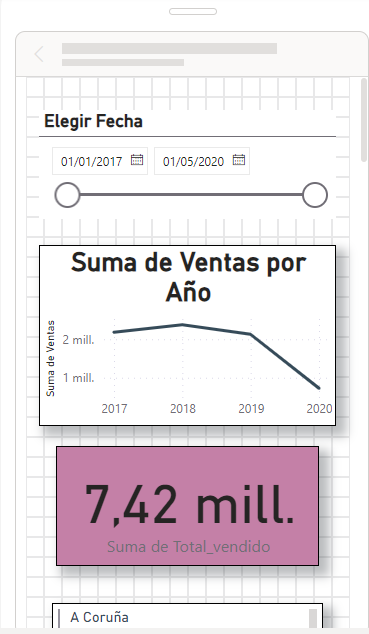 Elegir Fecha
01/01/2017 01/05/2020
Suma de Ventas por
Año
Suma de Ventas
2 mill.
1 mill.
2017 2018 2019 2020
7,42 mill.
Suma de Total_vendido
A Coruña